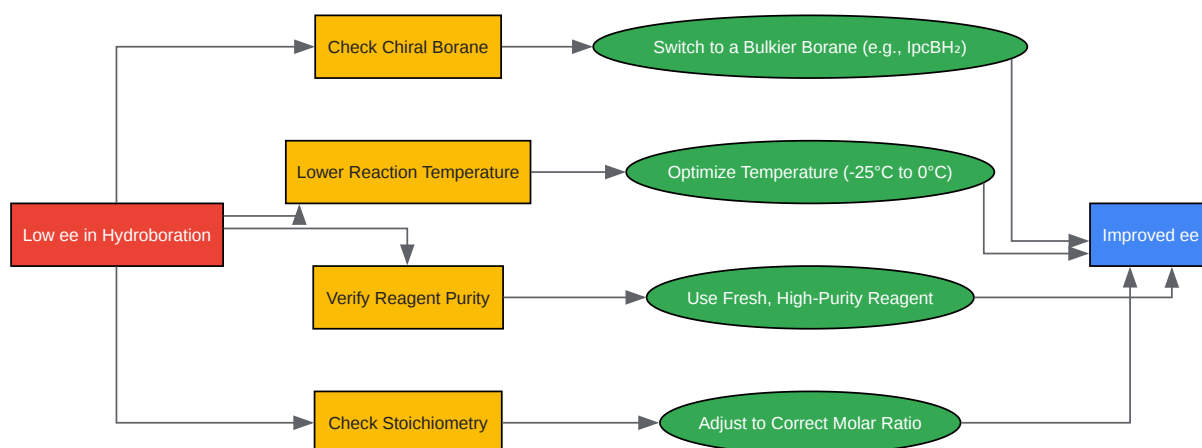 Check Chiral Borane
Switch to a Bulkier Borane (e.g., IpcBH₂)
Lower Reaction Temperature
Optimize Temperature (-25°C to 0°C)
Low ee in Hydroboration
Improved ee
Verify Reagent Purity
Use Fresh, High-Purity Reagent
Check Stoichiometry
Adjust to Correct Molar Ratio